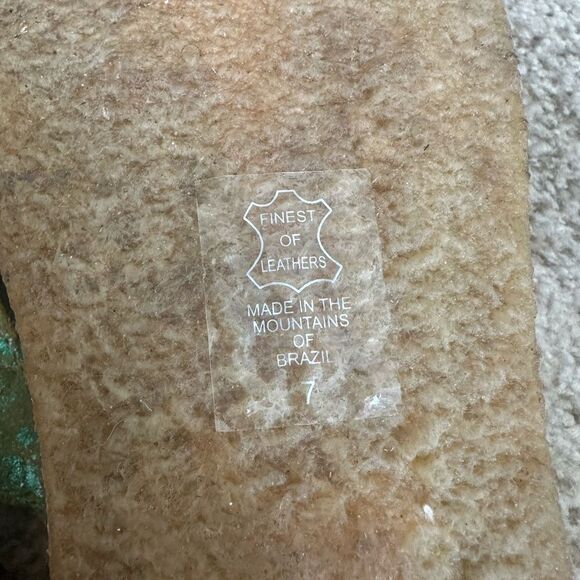 FINEST
OF
LEATHERS
MADE IN THE
MOUNTAINS
OF
BRAZIL
7